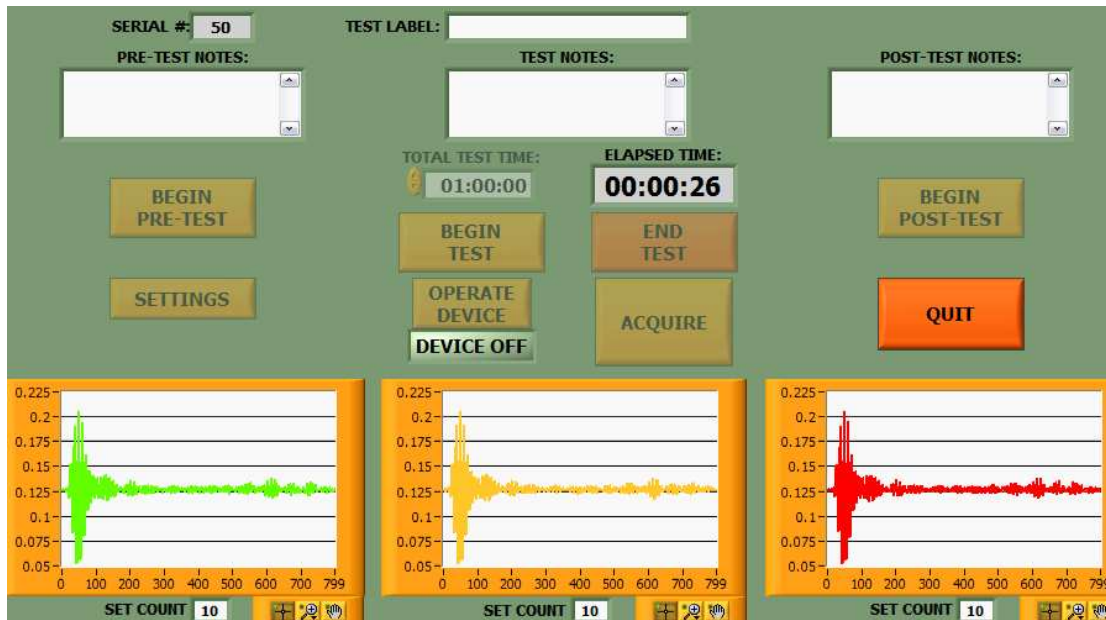 SERIAL #: 50
TEST LABEL:
PRE-TEST NOTES:
TEST NOTES:
POST-TEST NOTES:
TOTAL TEST TIME:
01:00:00
ELAPSED TIME:
00:00:26
BEGIN
PRE-TEST
BEGIN
TEST
END
TEST
BEGIN
POST-TEST
SETTINGS
OPERATE
DEVICE
DEVICE OFF
ACQUIRE
QUIT
0.225
0.2
0.175
0.15
0.125
0.1
0.075
0.05
0 100 200 300 400 500 600 700 799
SET COUNT 10
0.225
0.2
0.175
0.15
0.125
0.1
0.075
0.05
0 100 200 300 400 500 600 700 799
SET COUNT 10
0.225
0.2
0.175
0.15
0.125
0.1
0.075
0.05
0 100 200 300 400 500 600 700 799
SET COUNT 10